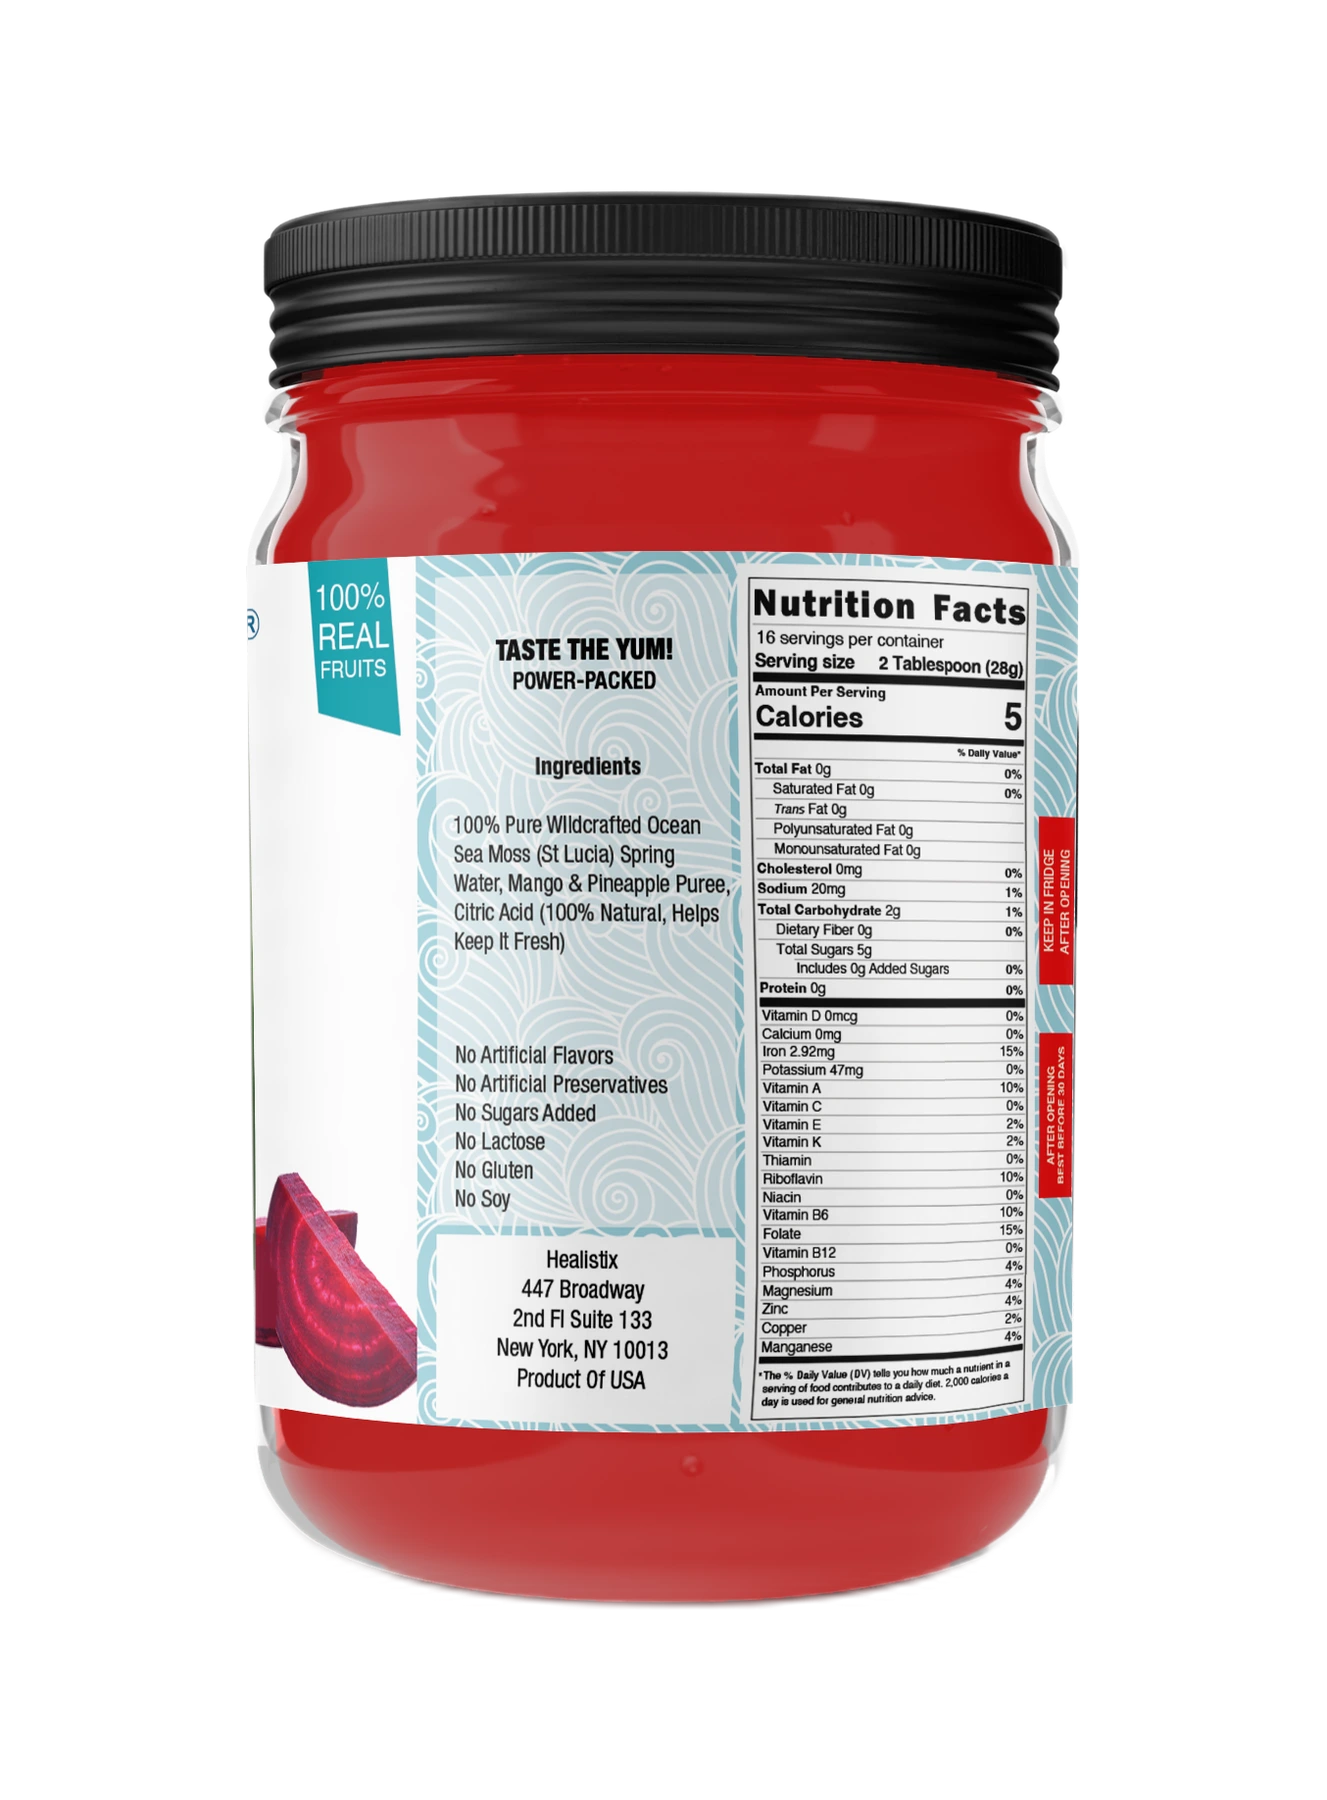 ®
100%
REAL
FRUITS
TASTE THE YUM!
POWER-PACKED
Ingredients
100% Pure Wildcrafted Ocean
Sea Moss (St Lucia) Spring
Water, Mango & Pineapple Puree,
Citric Acid (100% Natural, Helps
Keep It Fresh)
No Artificial Flavors
No Artificial Preservatives
No Sugars Added
No Lactose
No Gluten
No Soy
Healistix
447 Broadway
2nd Fl Suite 133
New York, NY 10013
Product Of USA
Nutrition Facts
16 servings per container
Serving size 2 Tablespoon (28g)
Amount Per Serving
Calories 5
% Daily Value*
Total Fat 0g 0%
Saturated Fat 0g 0%
Trans Fat 0g
Polyunsaturated Fat 0g
Monounsaturated Fat 0g
Cholesterol 0mg 0%
Sodium 20mg 1%
Total Carbohydrate 2g 1%
Dietary Fiber 0g 0%
Total Sugars 5g
Includes 0g Added Sugars 0%
Protein 0g 0%
Vitamin D 0mcg 0%
Calcium 0mg 0%
Iron 2.92mg 15%
Potassium 47mg 0%
Vitamin A 10%
Vitamin C 0%
Vitamin E 2%
Vitamin K 2%
Thiamin 0%
Riboflavin 10%
Niacin 0%
Vitamin B6 10%
Folate 15%
Vitamin B12 0%
Phosphorus 4%
Magnesium 4%
Zinc 4%
Copper 2%
Manganese 4%
*The % Daily Value (DV) tells you how much a nutrient in a
serving of food contributes to a daily diet. 2,000 calories a
day is used for general nutrition advice.
KEEP IN FRIDGE
AFTER OPENING
AFTER OPENING
BEST BEFORE 30 DAYS